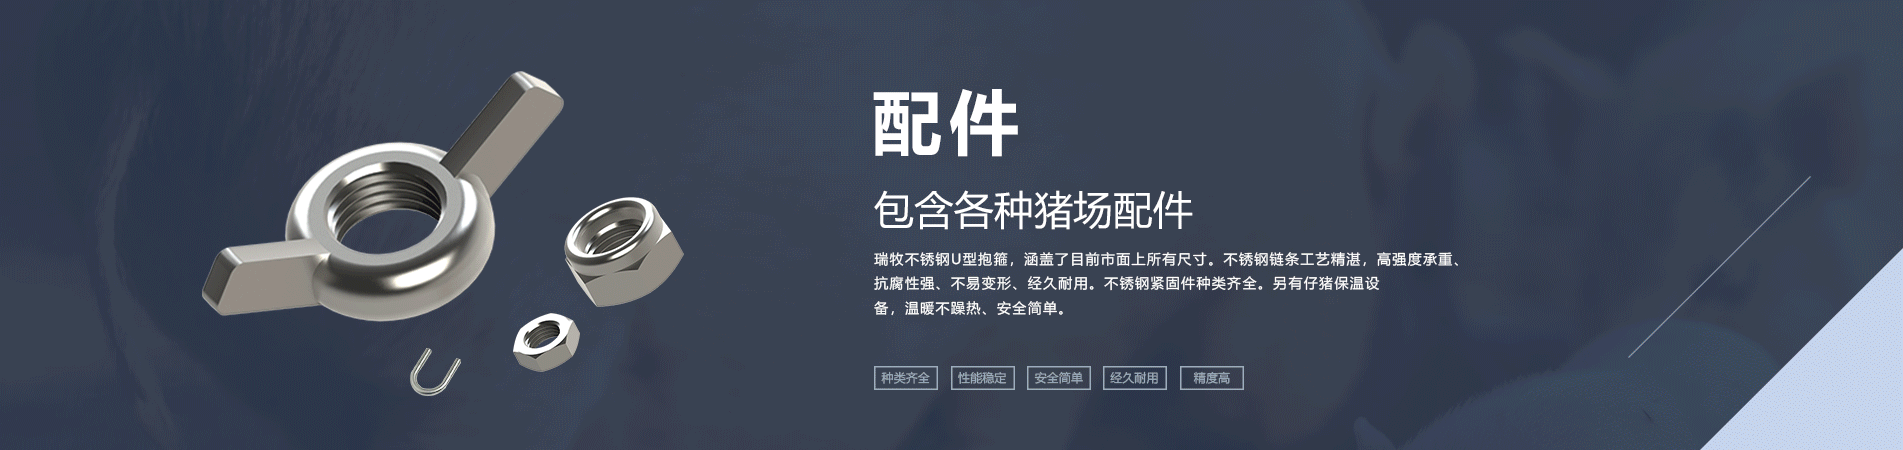 配件
包含各种猪场配件
瑞牧不锈钢U型抱箍，涵盖了目前市面上所有尺寸。不锈钢链条工艺精湛，高强度承重、
抗腐性强、不易变形、经久耐用。不锈钢紧固件种类齐全。另有仔猪保温设
备，温暖不躁热、安全简单。
种类齐全 性能稳定 安全简单 经久耐用 精度高